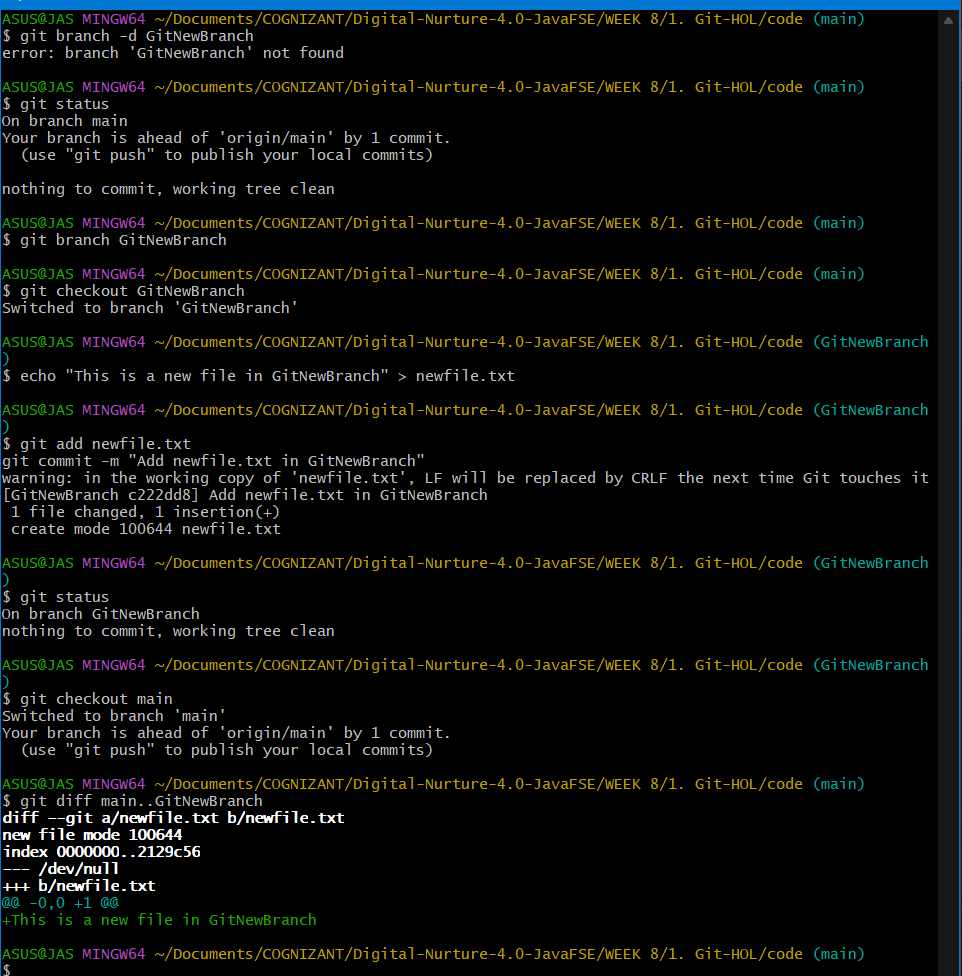 ASUS@JAS MINGW64 ~/Documents/COGNIZANT/Digital-Nurture-4.0-JavaFSE/WEEK 8/1. Git-HOL/code (main)
$ git branch -d GitNewBranch
error: branch 'GitNewBranch' not found

ASUS@JAS MINGW64 ~/Documents/COGNIZANT/Digital-Nurture-4.0-JavaFSE/WEEK 8/1. Git-HOL/code (main)
$ git status
On branch main
Your branch is ahead of 'origin/main' by 1 commit.
  (use "git push" to publish your local commits)

nothing to commit, working tree clean

ASUS@JAS MINGW64 ~/Documents/COGNIZANT/Digital-Nurture-4.0-JavaFSE/WEEK 8/1. Git-HOL/code (main)
$ git branch GitNewBranch

ASUS@JAS MINGW64 ~/Documents/COGNIZANT/Digital-Nurture-4.0-JavaFSE/WEEK 8/1. Git-HOL/code (main)
$ git checkout GitNewBranch
Switched to branch 'GitNewBranch'

ASUS@JAS MINGW64 ~/Documents/COGNIZANT/Digital-Nurture-4.0-JavaFSE/WEEK 8/1. Git-HOL/code (GitNewBranch
)
$ echo "This is a new file in GitNewBranch" > newfile.txt

ASUS@JAS MINGW64 ~/Documents/COGNIZANT/Digital-Nurture-4.0-JavaFSE/WEEK 8/1. Git-HOL/code (GitNewBranch
)
$ git add newfile.txt
git commit -m "Add newfile.txt in GitNewBranch"
warning: in the working copy of 'newfile.txt', LF will be replaced by CRLF the next time Git touches it
[GitNewBranch c222dd8] Add newfile.txt in GitNewBranch
 1 file changed, 1 insertion(+)
 create mode 100644 newfile.txt

ASUS@JAS MINGW64 ~/Documents/COGNIZANT/Digital-Nurture-4.0-JavaFSE/WEEK 8/1. Git-HOL/code (GitNewBranch
)
$ git status
On branch GitNewBranch
nothing to commit, working tree clean

ASUS@JAS MINGW64 ~/Documents/COGNIZANT/Digital-Nurture-4.0-JavaFSE/WEEK 8/1. Git-HOL/code (GitNewBranch
)
$ git checkout main
Switched to branch 'main'
Your branch is ahead of 'origin/main' by 1 commit.
  (use "git push" to publish your local commits)

ASUS@JAS MINGW64 ~/Documents/COGNIZANT/Digital-Nurture-4.0-JavaFSE/WEEK 8/1. Git-HOL/code (main)
$ git diff main..GitNewBranch
diff --git a/newfile.txt b/newfile.txt
new file mode 100644
index 0000000..2129c56
--- /dev/null
+++ b/newfile.txt
@@ -0,0 +1 @@
+This is a new file in GitNewBranch

ASUS@JAS MINGW64 ~/Documents/COGNIZANT/Digital-Nurture-4.0-JavaFSE/WEEK 8/1. Git-HOL/code (main)
$